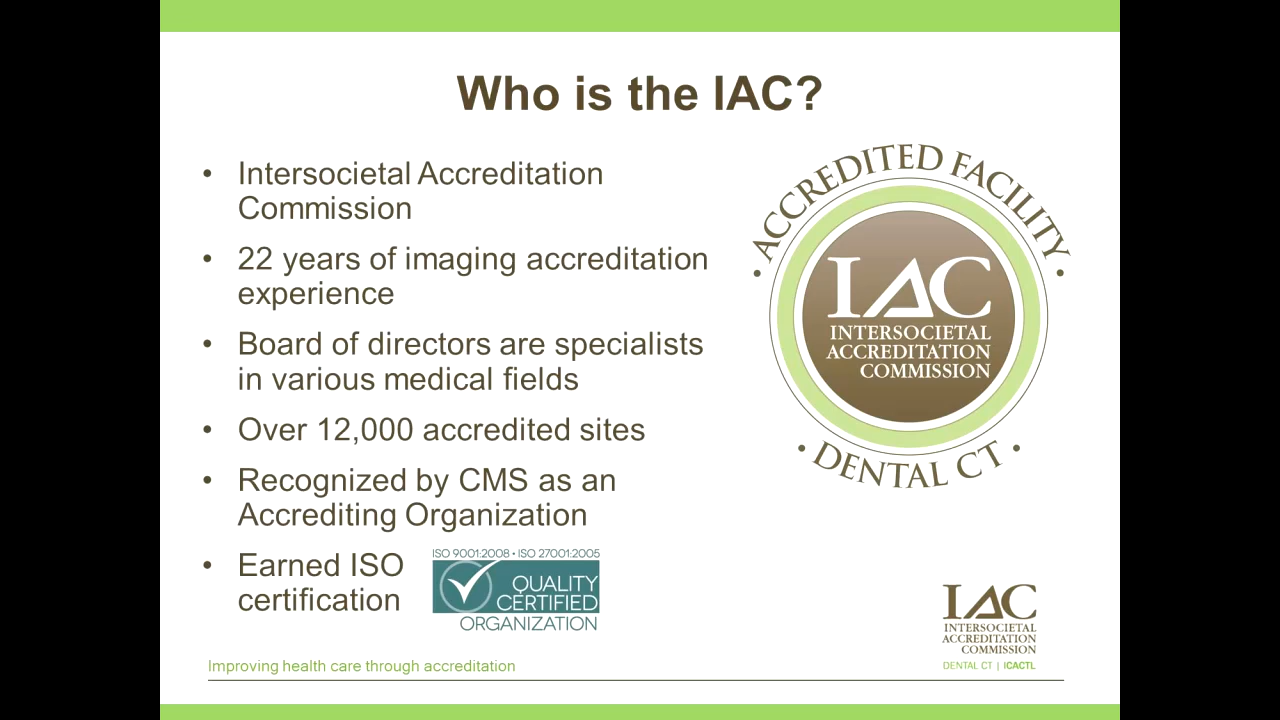 Who is the IAC?
• Intersocietal Accreditation
Commission
• 22 years of imaging accreditation
experience
• Board of directors are specialists
in various medical fields
• Over 12,000 accredited sites
• Recognized by CMS as an
Accrediting Organization
• Earned ISO
certification
ISO 9001:2008 • ISO 27001:2005
QUALITY
CERTIFIED
ORGANIZATION
• ACCREDITED FACILITY •
IAC
INTERSOCIETAL
ACCREDITATION
COMMISSION
• DENTAL CT •
IAC
INTERSOCIETAL
ACCREDITATION
COMMISSION
DENTAL CT | ICACTL
Improving health care through accreditation